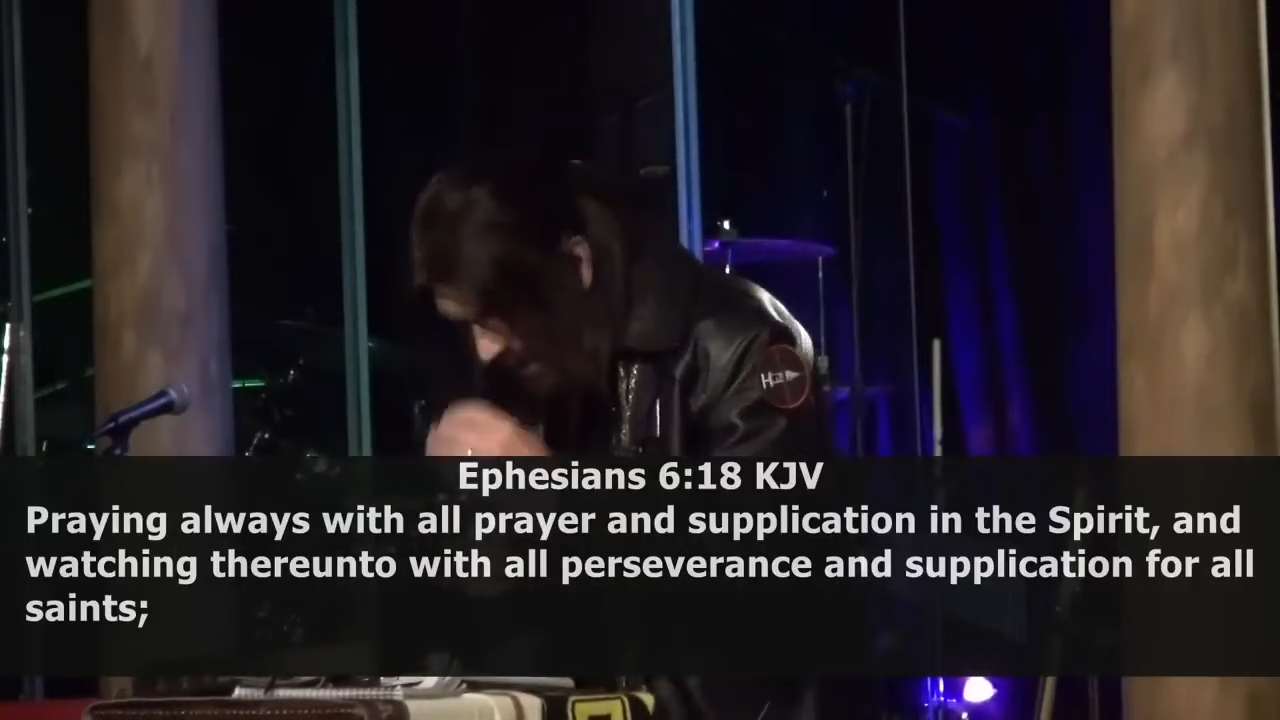 Ephesians 6:18 KJV
Praying always with all prayer and supplication in the Spirit, and
watching thereunto with all perseverance and supplication for all
saints;